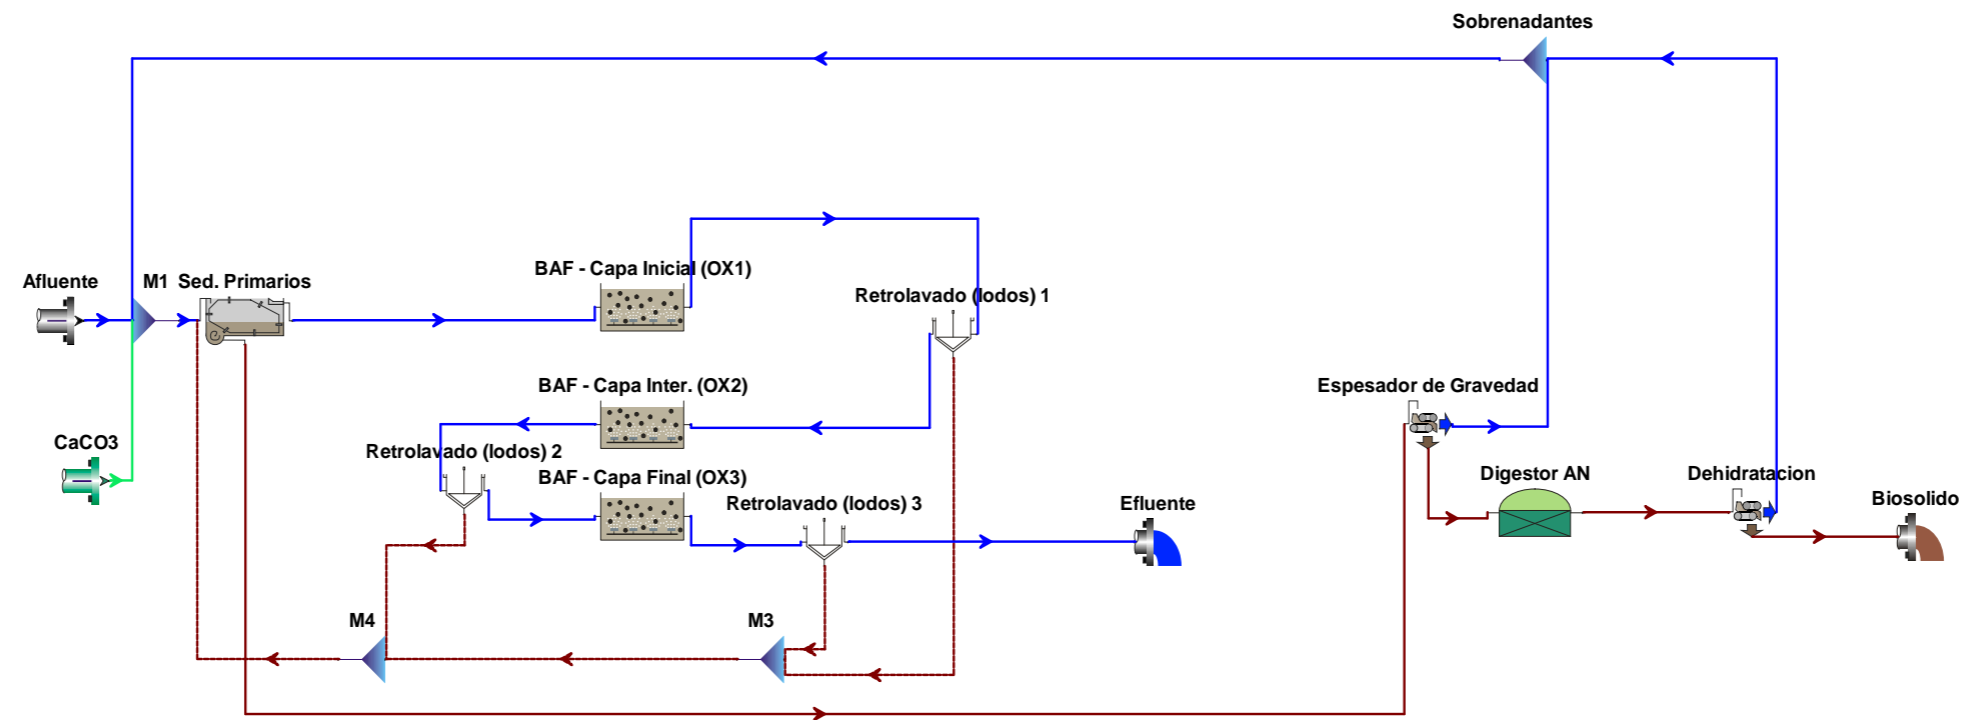 Sobrenadantes
Afluente
M1
Sed. Primarios
BAF - Capa Inicial (OX1)
Retrolavado (lodos) 1
BAF - Capa Inter. (OX2)
Espesador de Gravedad
CaCO3
Retrolavado (lodos) 2
BAF - Capa Final (OX3)
Retrolavado (lodos) 3
Efluente
Digestor AN
Dehidratacion
Biosolido
M4
M3